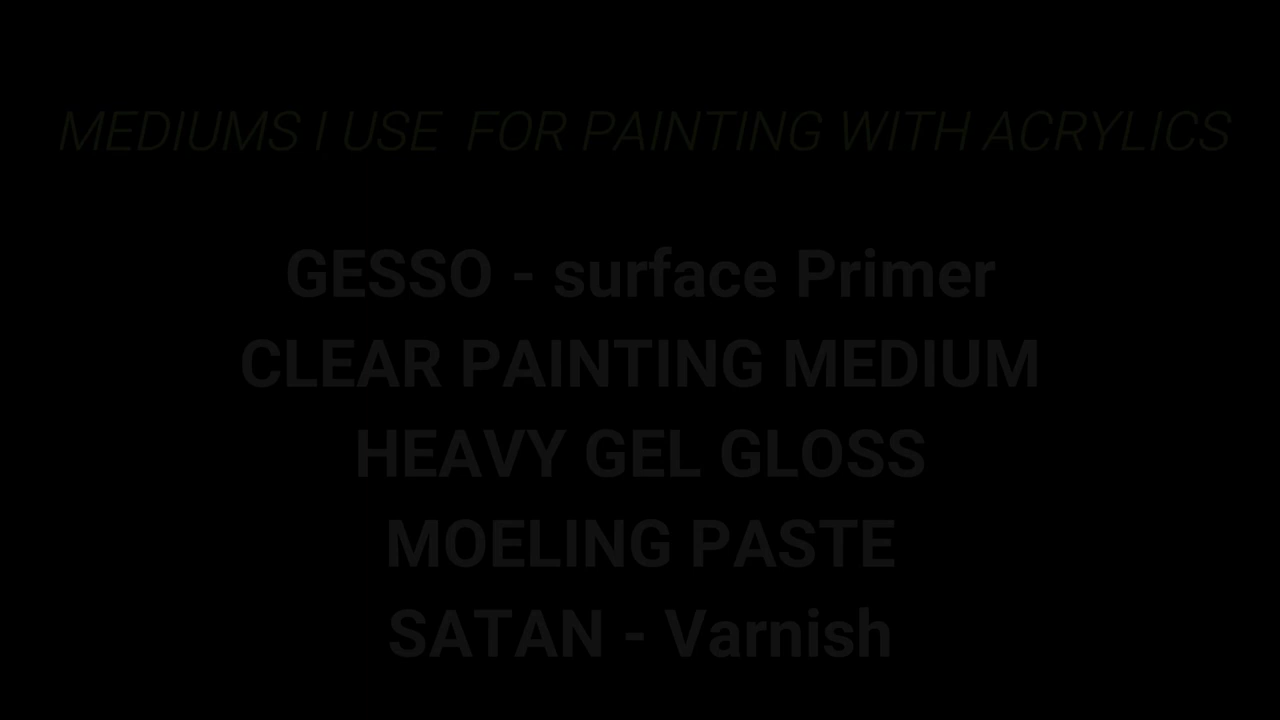 MEDIUMS I USE FOR PAINTING WITH ACRYLICS
GESSO - surface Primer
CLEAR PAINTING MEDIUM
HEAVY GEL GLOSS
MOELING PASTE
SATAN - Varnish